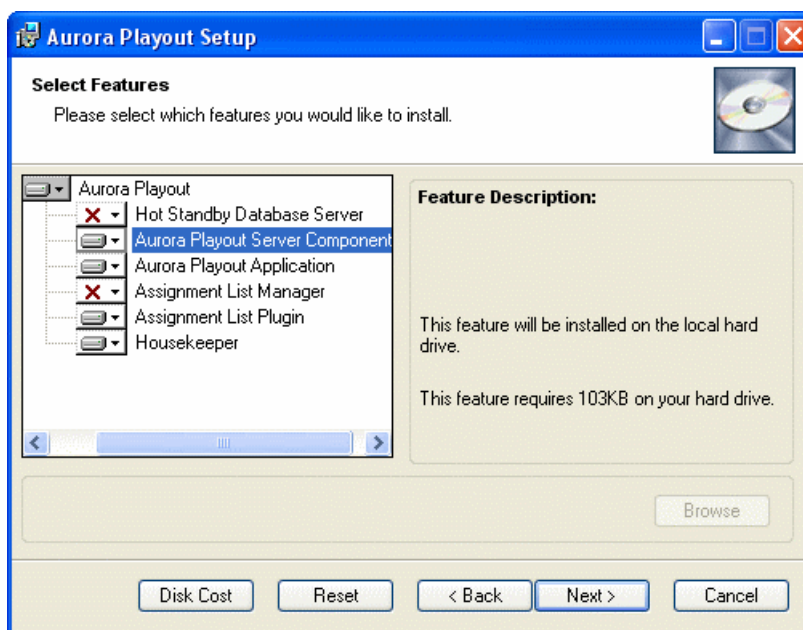 Aurora Playout Setup
Select Features
Please select which features you would like to install.
Aurora Playout
Hot Standby Database Server
Aurora Playout Server Component
Aurora Playout Application
Assignment List Manager
Assignment List Plugin
Housekeeper
Feature Description:
This feature will be installed on the local hard
drive.
This feature requires 103KB on your hard drive.
Browse
Disk Cost
Reset
< Back
Next >
Cancel